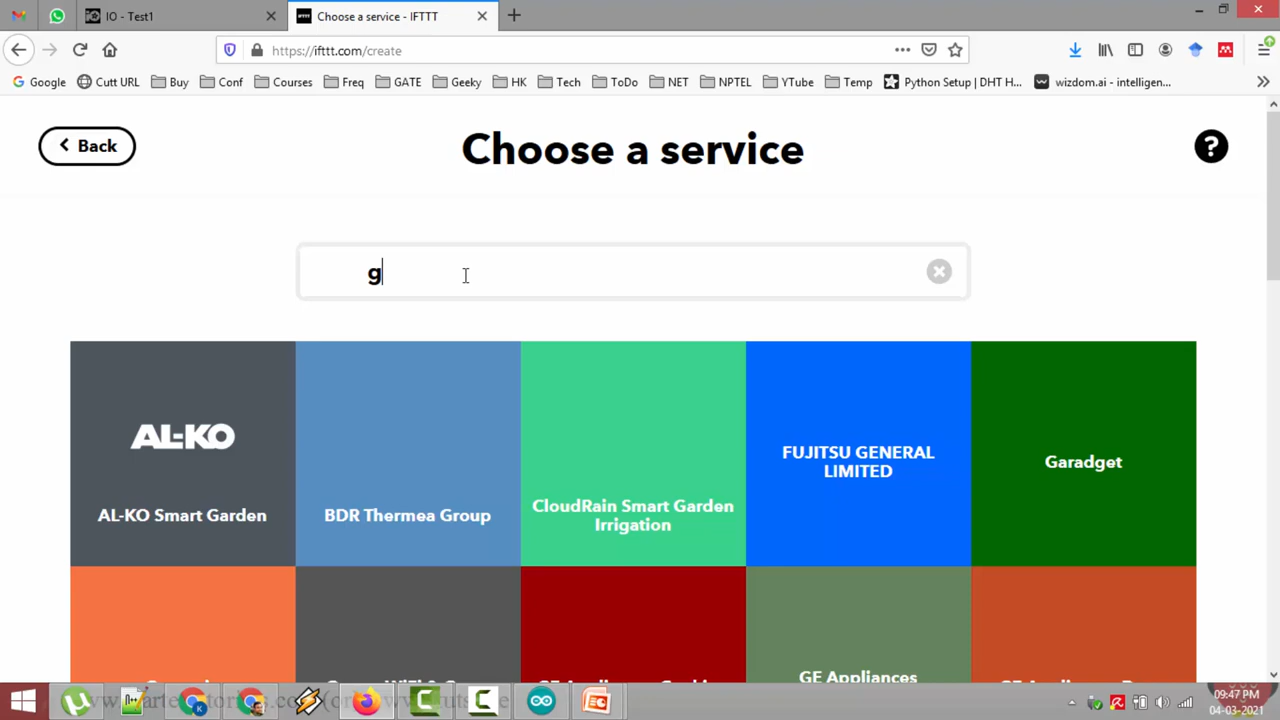 IO - Test1
Choose a service - IFTTT
https://ifttt.com/create
Google
Cutt URL
Buy
Conf
Courses
Freq
GATE
Geeky
HK
Tech
ToDo
NET
NPTEL
YTube
Temp
Python Setup | DHT H...
wizdom.ai - intelligen...
Back
Choose a service
?
g
AL-KO
AL-KO Smart Garden
BDR Thermea Group
CloudRain Smart Garden
Irrigation
FUJITSU GENERAL
LIMITED
Garadget
GE Appliances
09:47 PM
04-03-2021